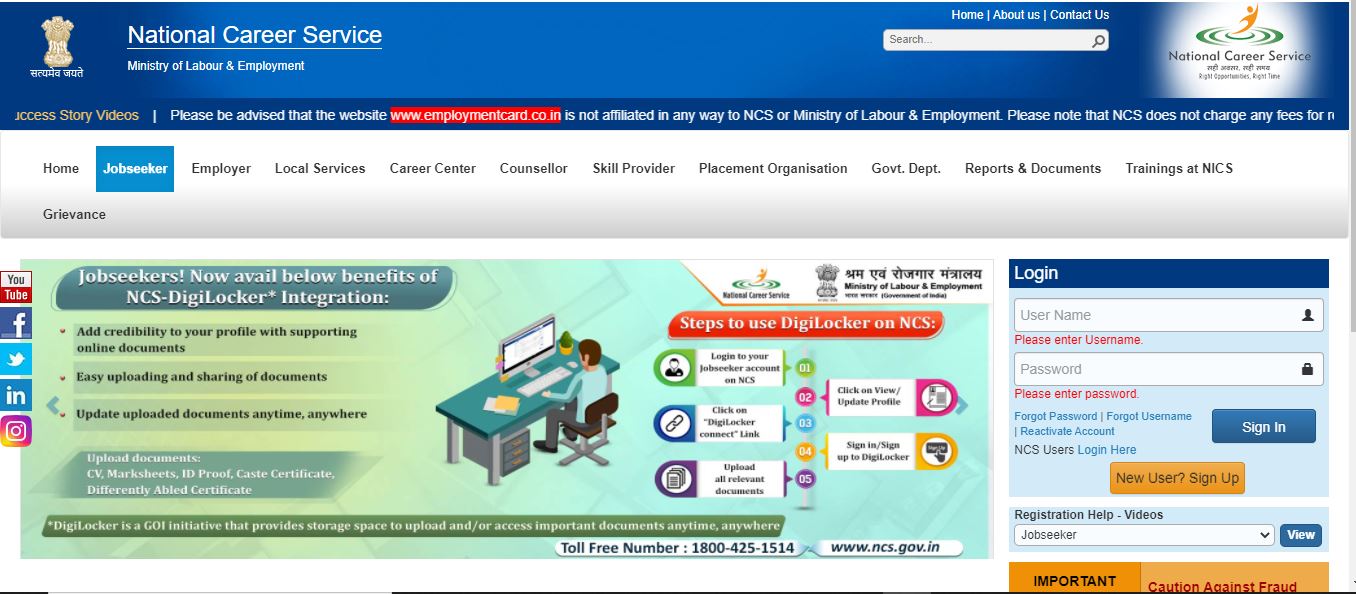 Home | About us | Contact Us
National Career Service
सत्यमेव जयते
Ministry of Labour & Employment
Search...
National Career Service
सही अवसर, सही समय
Right Opportunities, Right Time
uccess Story Videos | Please be advised that the website www.employmentcard.co.in is not affiliated in any way to NCS or Ministry of Labour & Employment. Please note that NCS does not charge any fees for
Home Jobseeker Employer Local Services Career Center Counsellor Skill Provider Placement Organisation Govt. Dept. Reports & Documents Trainings at NICS
Grievance
You
Tube
Jobseekers! Now avail below benefits of
NCS-DigiLocker* Integration:
Add credibility to your profile with supporting
online documents
Easy uploading and sharing of documents
Update uploaded documents anytime, anywhere
Upload documents:
CV, Marksheets, ID Proof, Caste Certificate,
Differently Abled Certificate
National Career Service
श्रम एवं रोजगार मंत्रालय
Ministry of Labour & Employment
भारत सरकार (Government of India)
Steps to use DigiLocker on NCS:
Login to your
Jobseeker account
on NCS
01
02
Click on View/
Update Profile
Click on
"DigiLocker
connect" Link
03
04
Sign in/Sign
up to DigiLocker
Upload
all relevant
documents
05
*DigiLocker is a GOI initiative that provides storage space to upload and/or access important documents anytime, anywhere
Toll Free Number : 1800-425-1514
www.ncs.gov.in
Login
User Name
Please enter Username.
Password
Please enter password.
Forgot Password | Forgot Username
| Reactivate Account
Sign In
NCS Users Login Here
New User? Sign Up
Registration Help - Videos
Jobseeker View
IMPORTANT
Caution Against Fraud